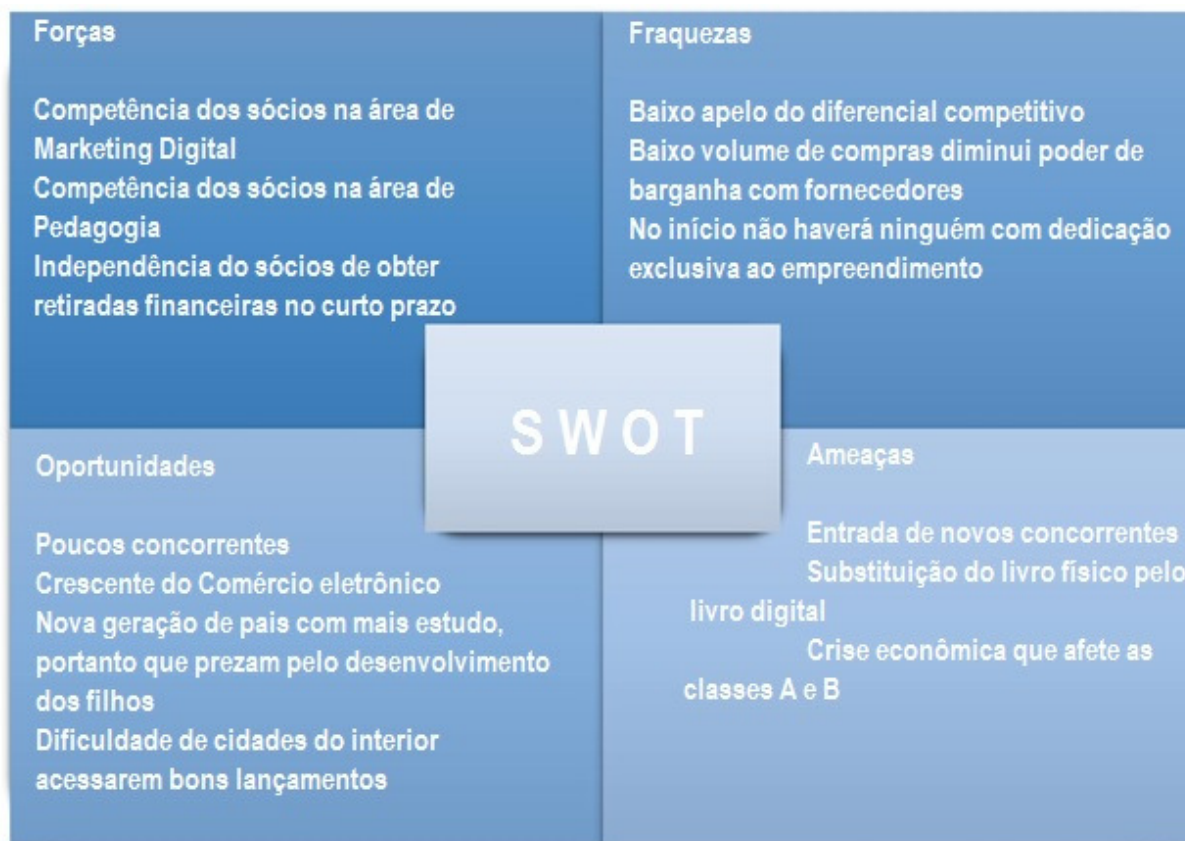 Forças
Competência dos sócios na área de
Marketing Digital
Competência dos sócios na área de
Pedagogia
Independência do sócios de obter
retiradas financeiras no curto prazo
Fraquezas
Baixo apelo do diferencial competitivo
Baixo volume de compras diminui poder de
barganha com fornecedores
No início não haverá ninguém com dedicação
exclusiva ao empreendimento
SWOT
Oportunidades
Poucos concorrentes
Crescente do Comércio eletrônico
Nova geração de pais com mais estudo,
portanto que prezam pelo desenvolvimento
dos filhos
Dificuldade de cidades do interior
acessarem bons lançamentos
Ameaças
Entrada de novos concorrentes
Substituição do livro físico pelo
livro digital
Crise econômica que afete as
classes A e B